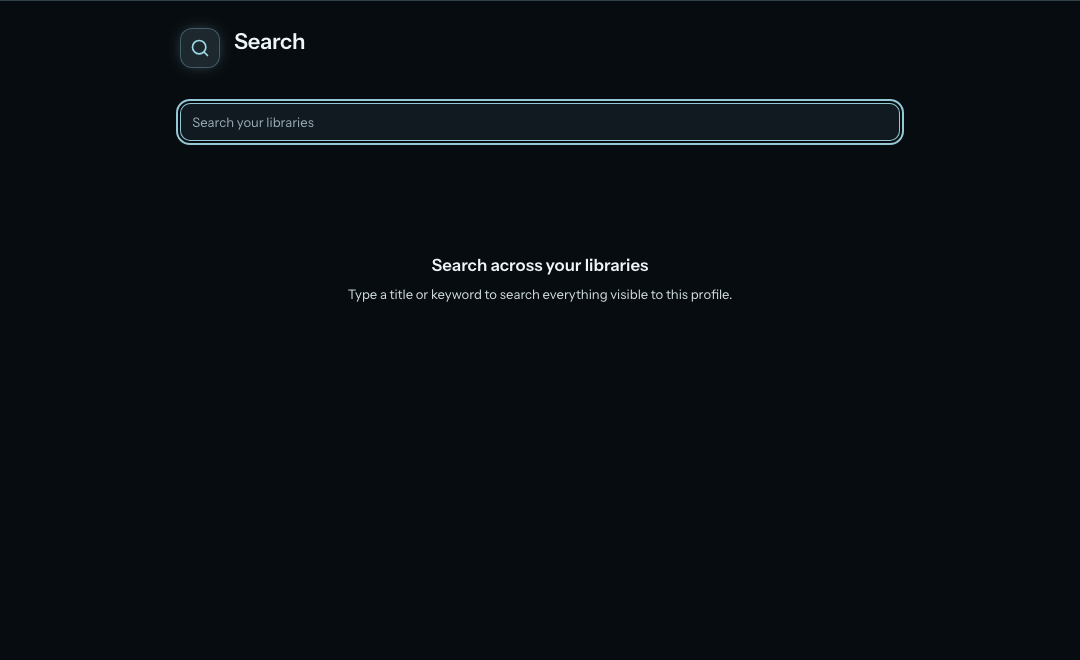 Search
Search your libraries
Search across your libraries
Type a title or keyword to search everything visible to this profile.